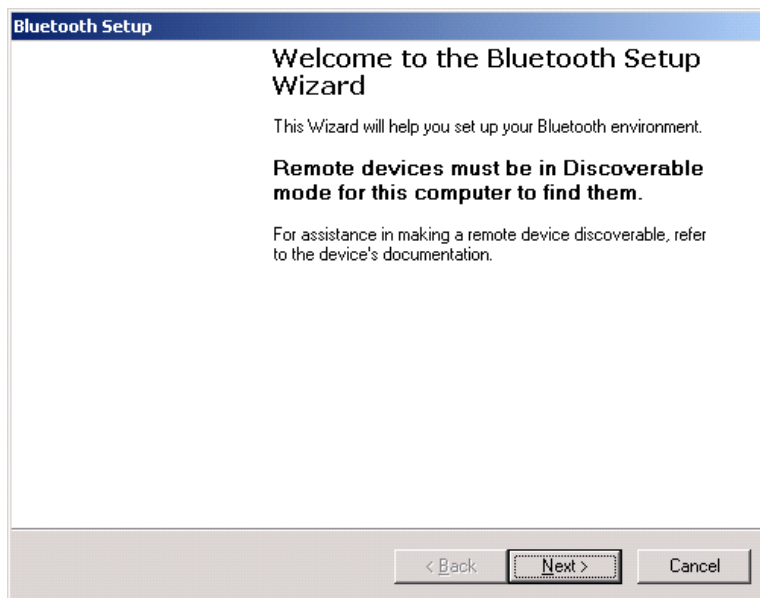 Bluetooth Setup
Welcome to the Bluetooth Setup
Wizard
This Wizard will help you set up your Bluetooth environment.
Remote devices must be in Discoverable
mode for this computer to find them.
For assistance in making a remote device discoverable, refer
to the device's documentation.
< Back Next > Cancel